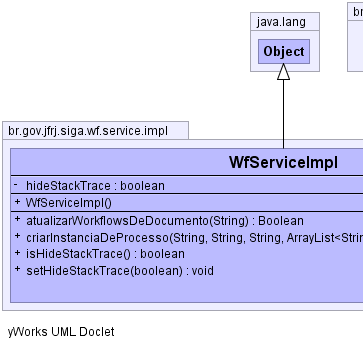 java.lang
br
Object
br.gov.jfrj.siga.wf.service.impl
WfServiceImpl
- hideStackTrace : boolean
+ WfServiceImpl()
+ atualizarWorkflowsDeDocumento(String) : Boolean
+ criarInstanciaDeProcesso(String, String, String, ArrayList<Strin
+ isHideStackTrace() : boolean
+ setHideStackTrace(boolean) : void
yWorks UML Doclet